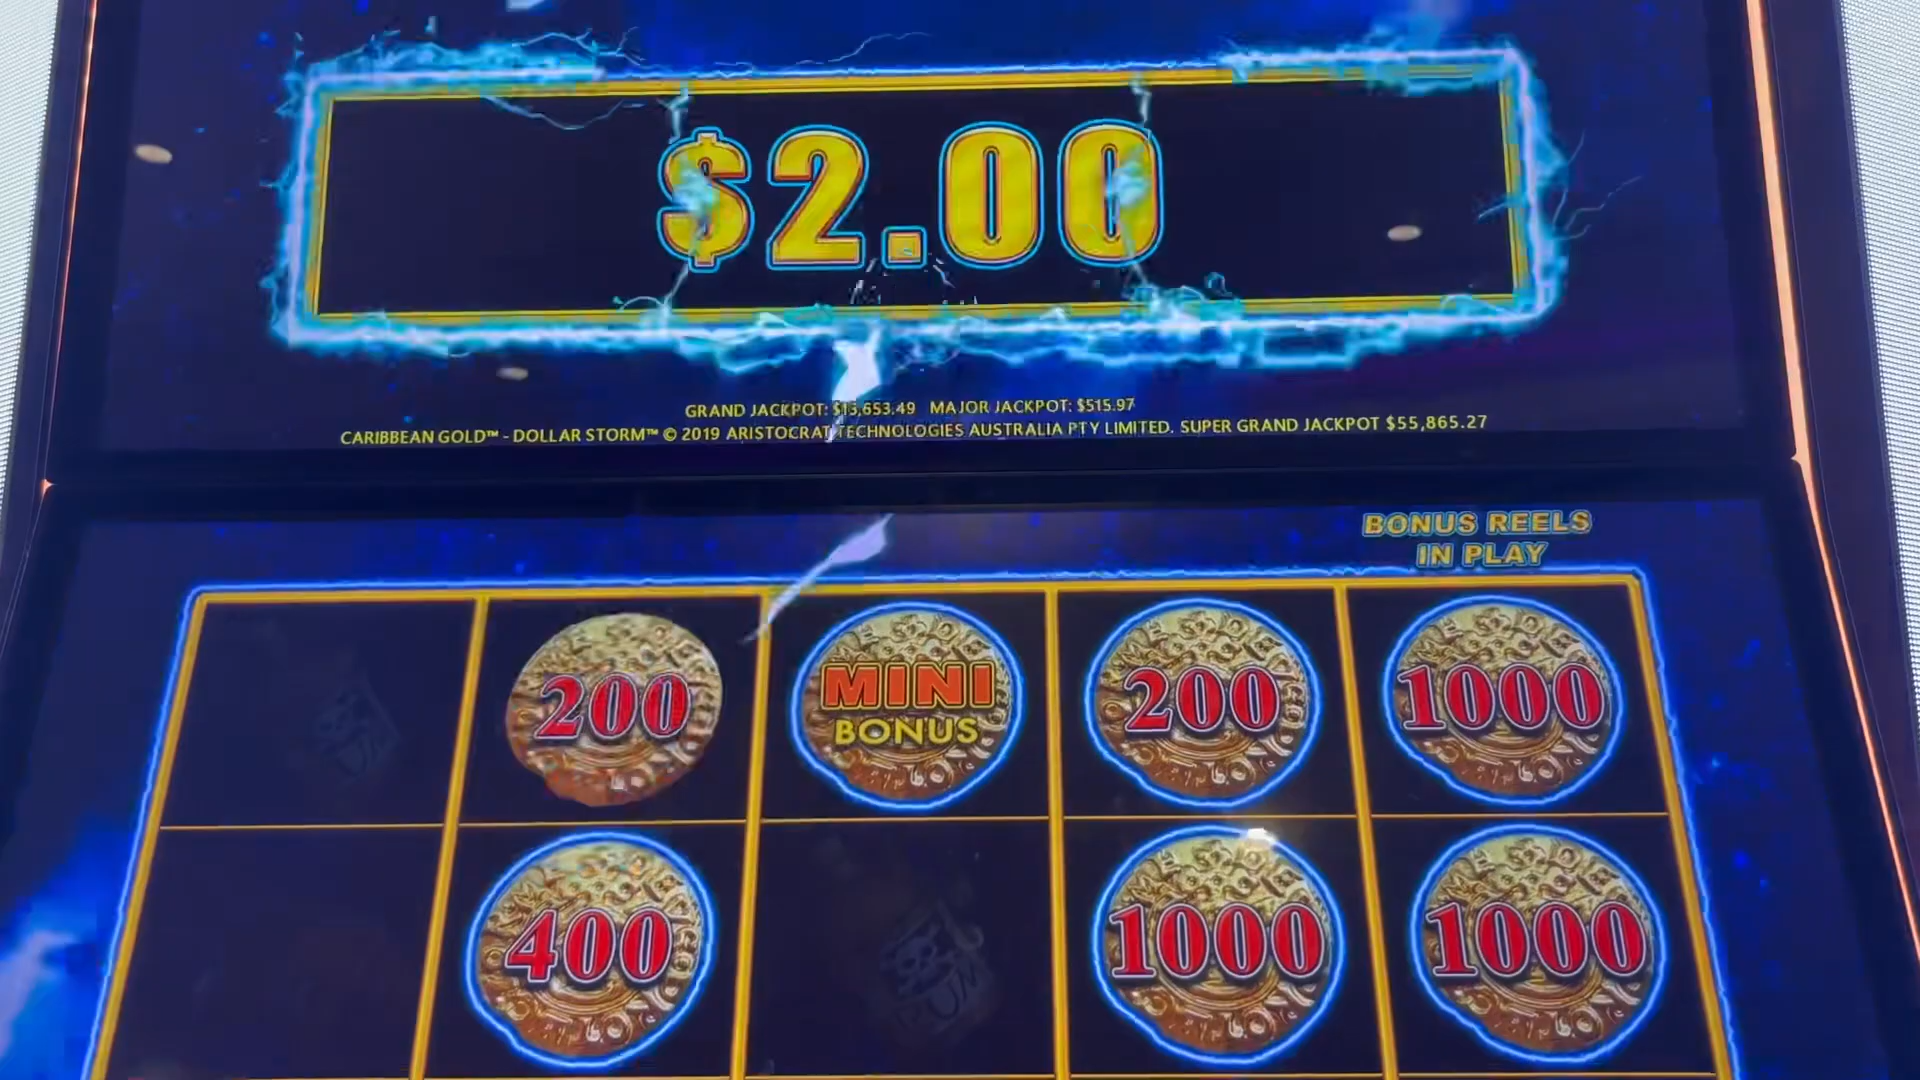 $2.00
GRAND JACKPOT: $13,653.49 MAJOR JACKPOT: $515.97
CARIBBEAN GOLD™ - DOLLAR STORM™ © 2019 ARISTOCRAT TECHNOLOGIES AUSTRALIA PTY LIMITED. SUPER GRAND JACKPOT $55,865.27
BONUS REELS
IN PLAY
200
MINI
BONUS
200
1000
400
1000
1000